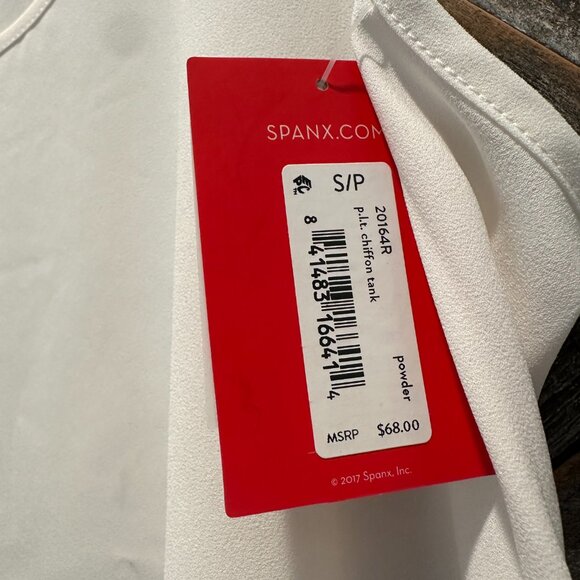 SPANX.COM
S/P
20164R
p.l.t. chiffon tank
8 41483 16641 4
powder
MSRP $68.00
© 2017 Spanx, Inc.